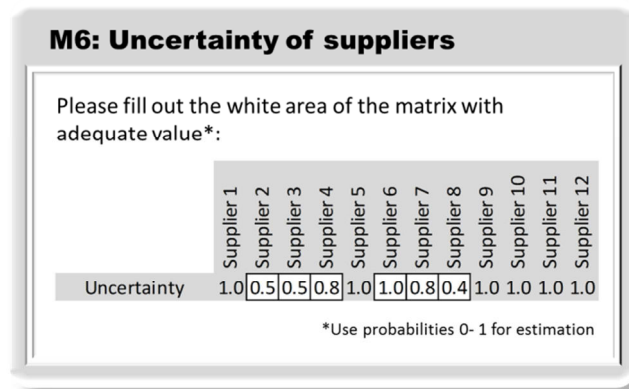 M6: Uncertainty of suppliers
Please fill out the white area of the matrix with
adequate value*:
Supplier 1
Supplier 2
Supplier 3
Supplier 4
Supplier 5
Supplier 6
Supplier 7
Supplier 8
Supplier 9
Supplier 10
Supplier 11
Supplier 12
Uncertainty 1.0 0.5 0.5 0.8 1.0 1.0 0.8 0.4 1.0 1.0 1.0 1.0
*Use probabilities 0- 1 for estimation